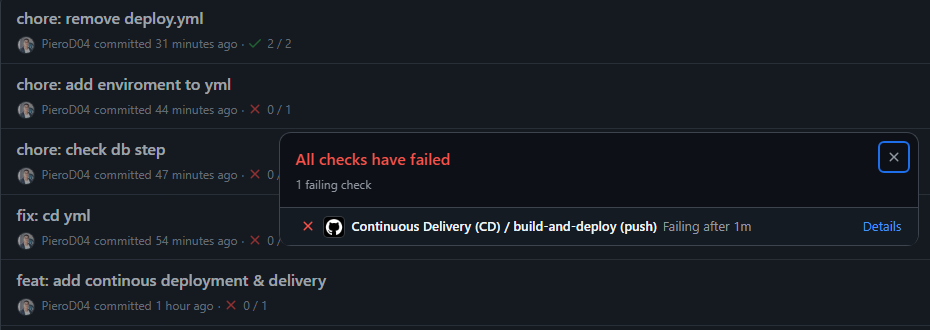 chore: remove deploy.yml
PieroD04 committed 31 minutes ago · 2 / 2
chore: add enviroment to yml
PieroD04 committed 44 minutes ago · 0 / 1
chore: check db step
PieroD04 committed 47 minutes ago · 0 /
All checks have failed
1 failing check
Continuous Delivery (CD) / build-and-deploy (push) Failing after 1m Details
fix: cd yml
PieroD04 committed 54 minutes ago · 0 /
feat: add continous deployment & delivery
PieroD04 committed 1 hour ago · 0 / 1